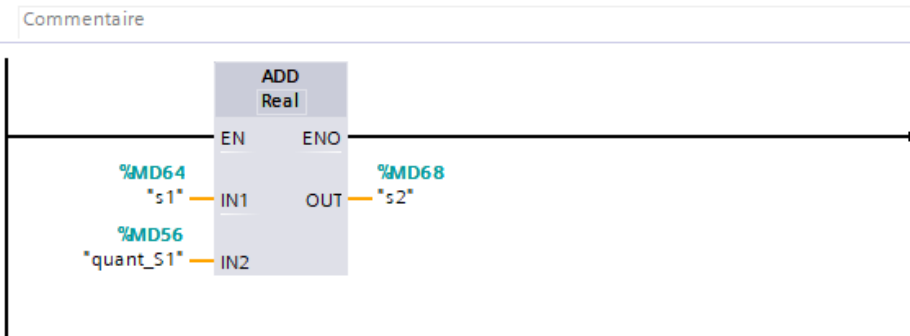 Commentaire
ADD
Real
EN ENO
%MD64
"s1" IN1
%MD68
OUT "s2"
%MD56
"quant_S1" IN2